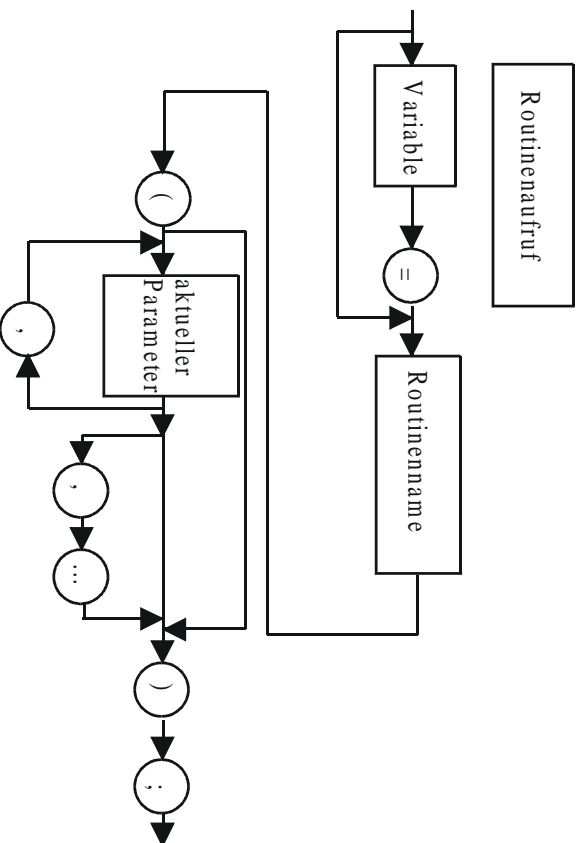 Routinenaufruf
Variable
=
Routinenname
(
aktueller
Parameter
,
,
...
)
;